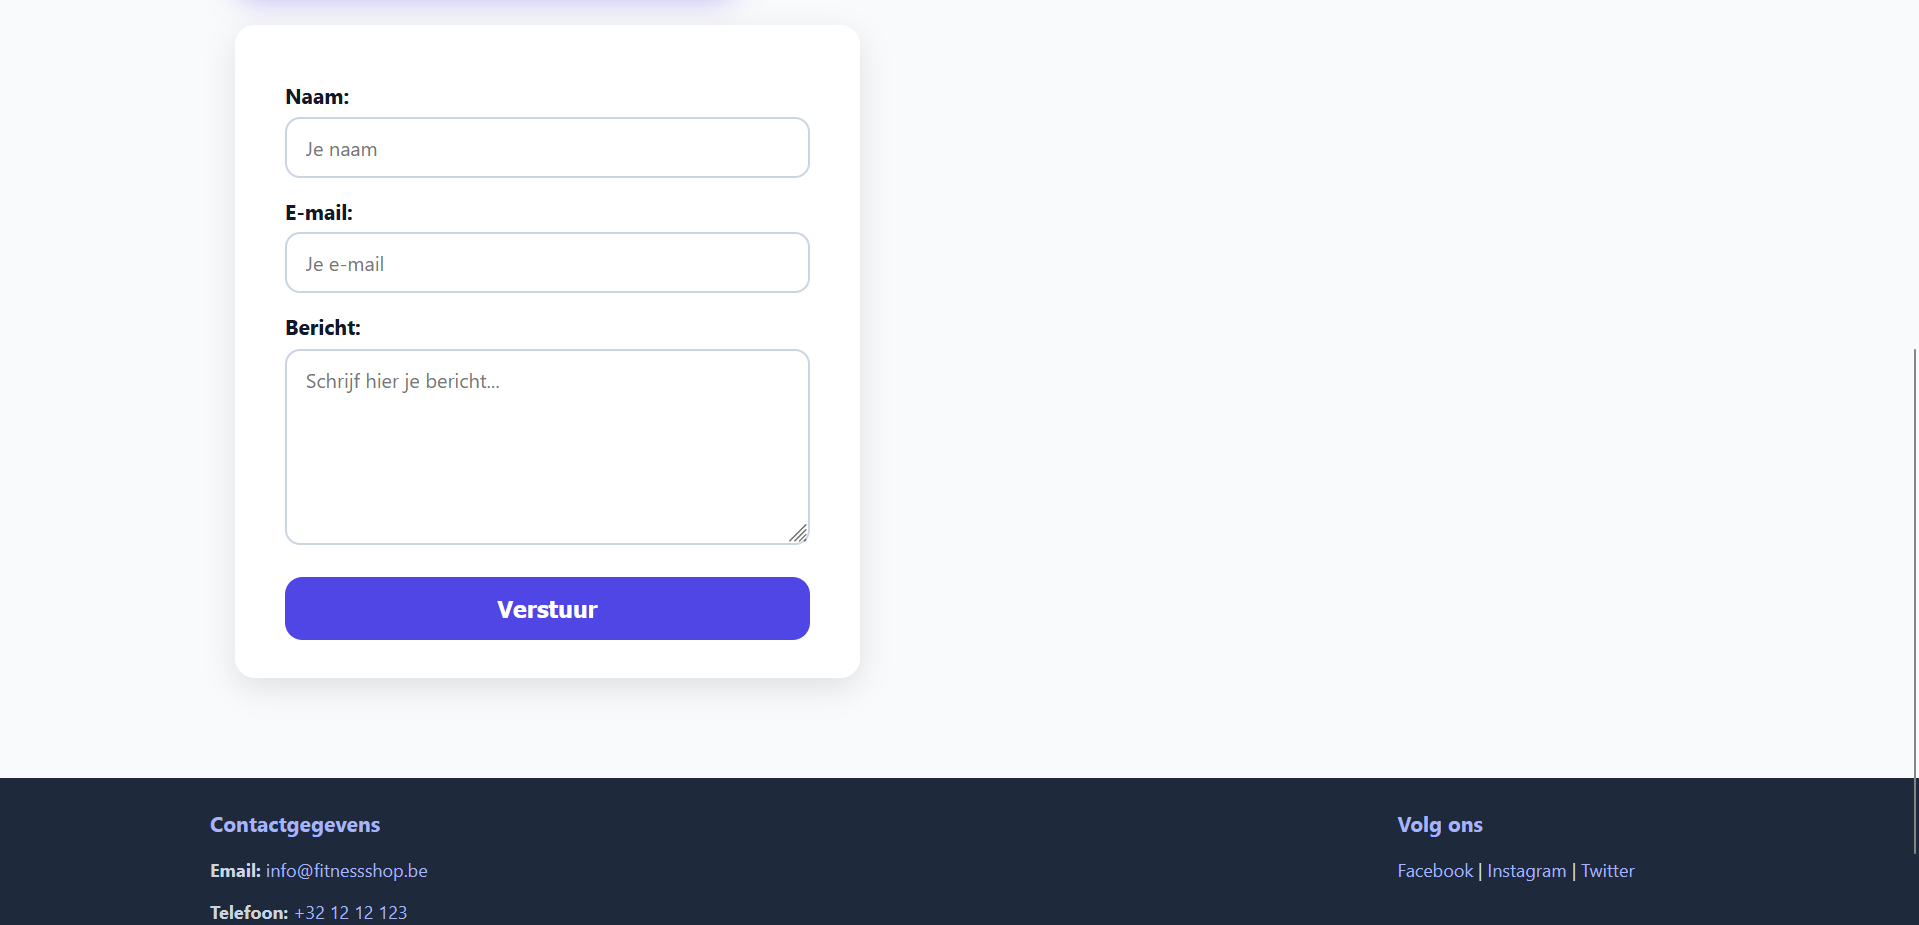 Naam:
Je naam
E-mail:
Je e-mail
Bericht:
Schrijf hier je bericht...
Verstuur
Contactgegevens
Email: info@fitnessshop.be
Telefoon: +32 12 12 123
Volg ons
Facebook | Instagram | Twitter